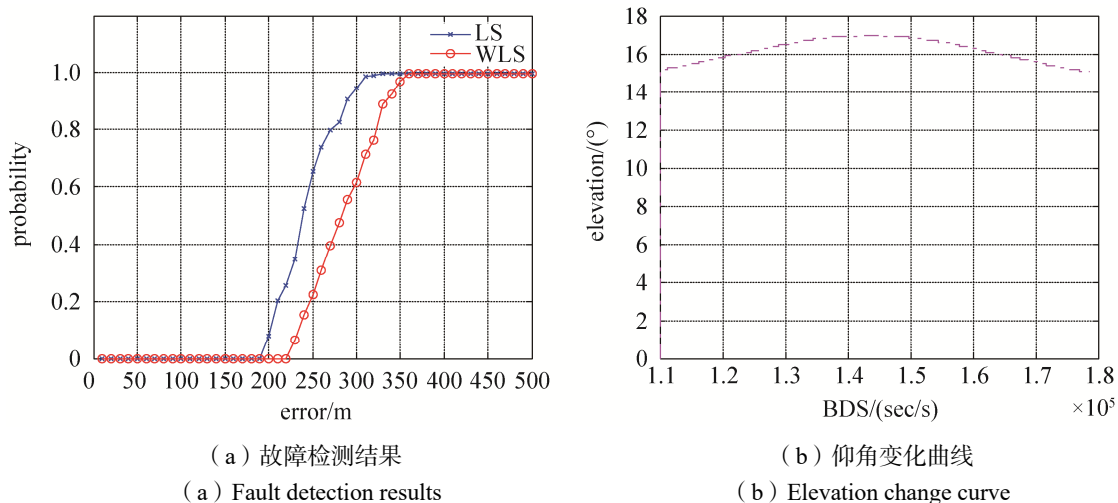 LS
WLS
1.0
0.8
0.6
0.4
0.2
0
probability
0 50 100 150 200 250 300 350 400 450 500
error/m
(a)故障检测结果
(a) Fault detection results
18
16
14
12
10
8
6
4
2
0
elevation/(°)
1.1 1.2 1.3 1.4 1.5 1.6 1.7 1.8
BDS/(sec/s)
×10⁵
(b)仰角变化曲线
(b) Elevation change curve